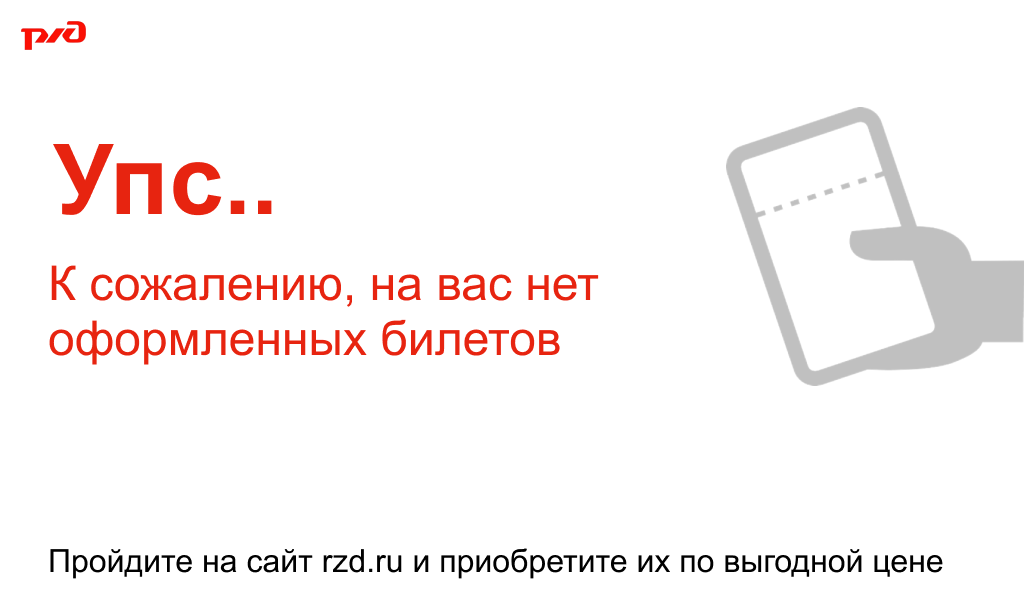 РЖД
Упс..
К сожалению, на вас нет
оформленных билетов
Пройдите на сайт rzd.ru и приобретите их по выгодной цене